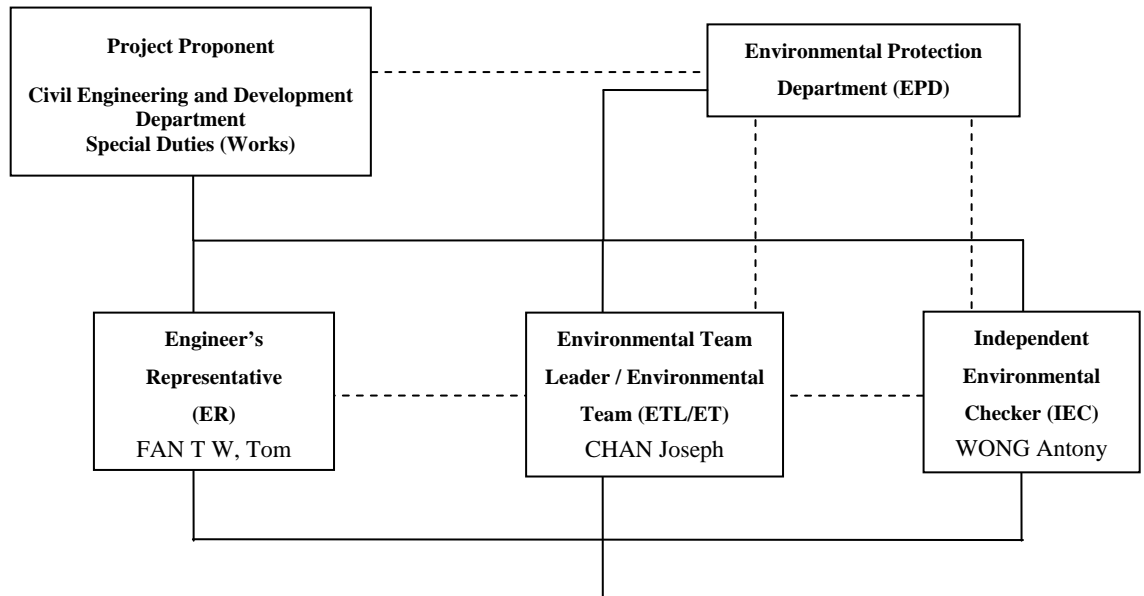 Project Proponent
Civil Engineering and Development
Department
Special Duties (Works)
Environmental Protection
Department (EPD)
Engineer’s
Representative
(ER)
FAN T W, Tom
Environmental Team
Leader / Environmental
Team (ETL/ET)
CHAN Joseph
Independent
Environmental
Checker (IEC)
WONG Antony